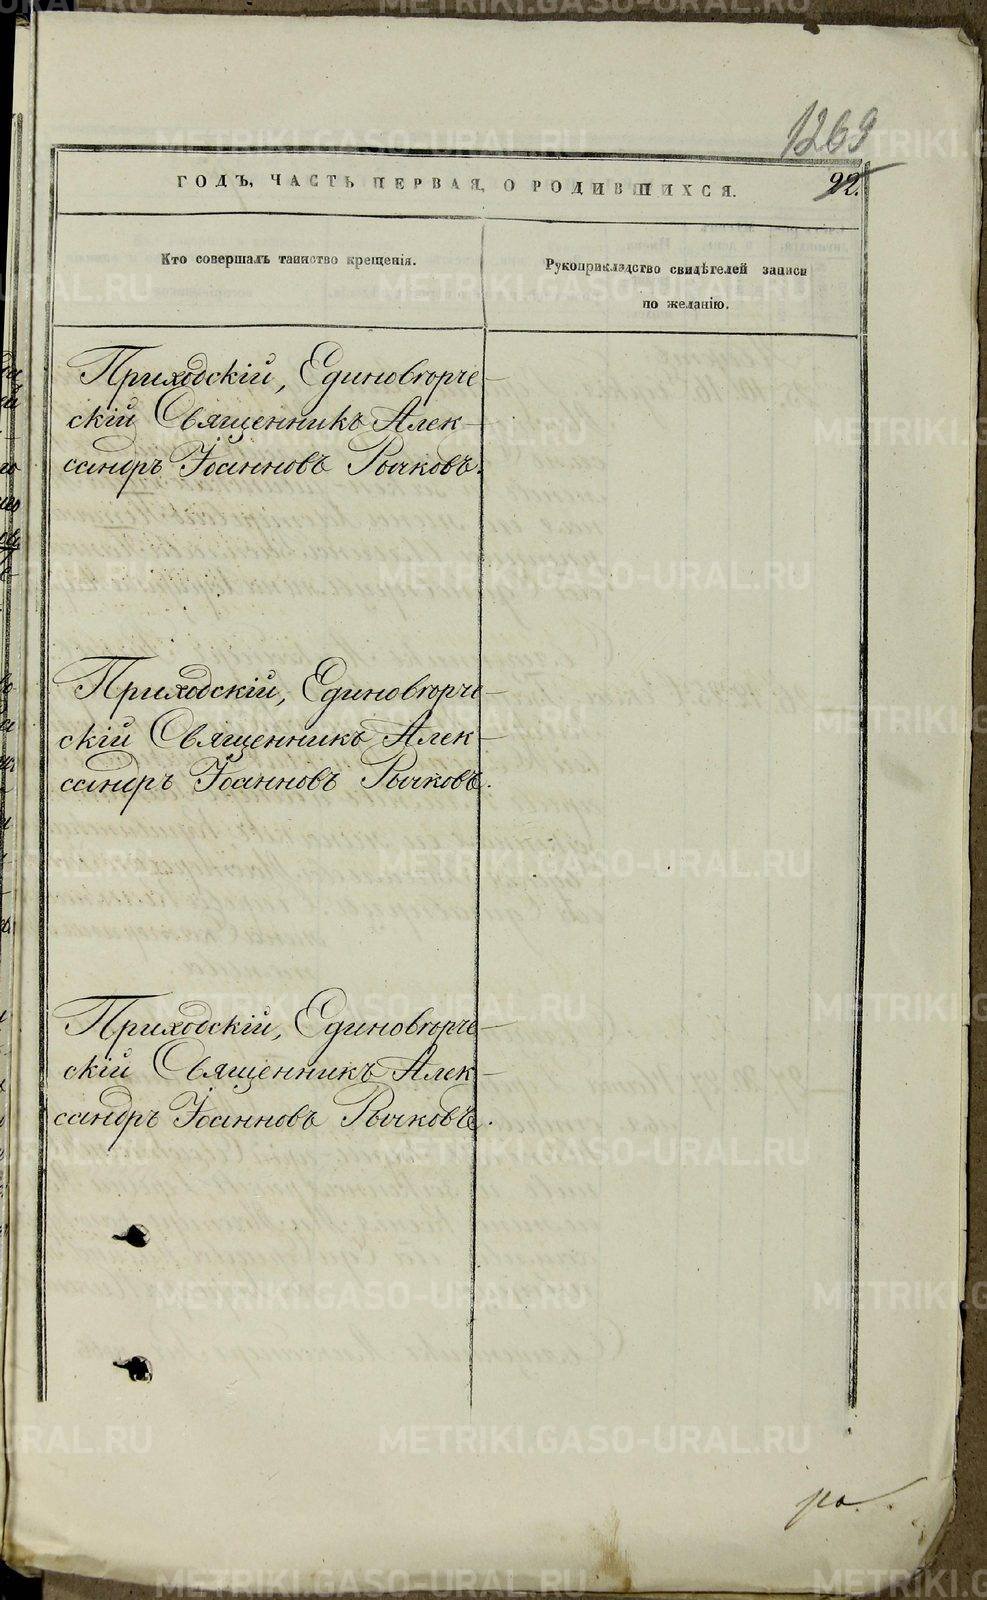 1269
ГОДЪ, ЧАСТЬ ПЕРВАЯ, О РОДИВШИХСЯ.
22.
Кто совершалъ таинство крещенія.
Рукоприкладство свидѣтелей записи
по желанію.
Приходскій, Единовѣрче-
скій Священникъ Алек-
сандръ Іоанновъ Рычковъ.
Приходскій, Единовѣрче-
скій Священникъ Алек-
сандръ Іоанновъ Рычковъ.
Приходскій, Единовѣрче-
скій Священникъ Алек-
сандръ Іоанновъ Рычковъ.
METRIKI.GASO-URAL.RU